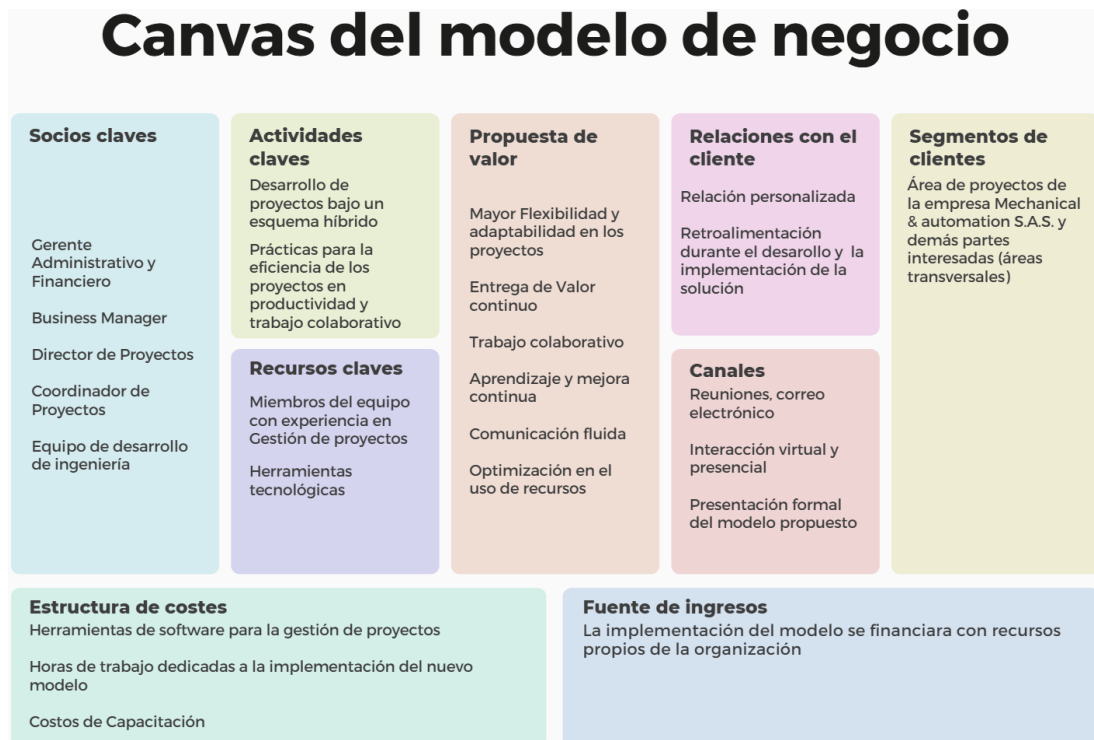 Canvas del modelo de negocio
Socios claves
Gerente
Administrativo y
Financiero
Business Manager
Director de Proyectos
Coordinador de
Proyectos
Equipo de desarrollo
de ingeniería
Actividades
claves
Desarrollo de
proyectos bajo un
esquema híbrido
Prácticas para la
eficiencia de los
proyectos en
productividad y
trabajo colaborativo
Recursos claves
Miembros del equipo
con experiencia en
Gestión de proyectos
Herramientas
tecnológicas
Propuesta de
valor
Mayor Flexibilidad y
adaptabilidad en los
proyectos
Entrega de Valor
continuo
Trabajo colaborativo
Aprendizaje y mejora
continua
Comunicación fluida
Optimización en el
uso de recursos
Relaciones con el
cliente
Relación personalizada
Retroalimentación
durante el desarollo y la
implementación de la
solución
Canales
Reuniones, correo
electrónico
Interacción virtual y
presencial
Presentación formal
del modelo propuesto
Segmentos de
clientes
Área de proyectos de
la empresa Mechanical
& automation S.A.S. y
demás partes
interesadas (áreas
transversales)
Estructura de costes
Herramientas de software para la gestión de proyectos
Horas de trabajo dedicadas a la implementación del nuevo
modelo
Costos de Capacitación
Fuente de ingresos
La implementación del modelo se financiara con recursos
propios de la organización